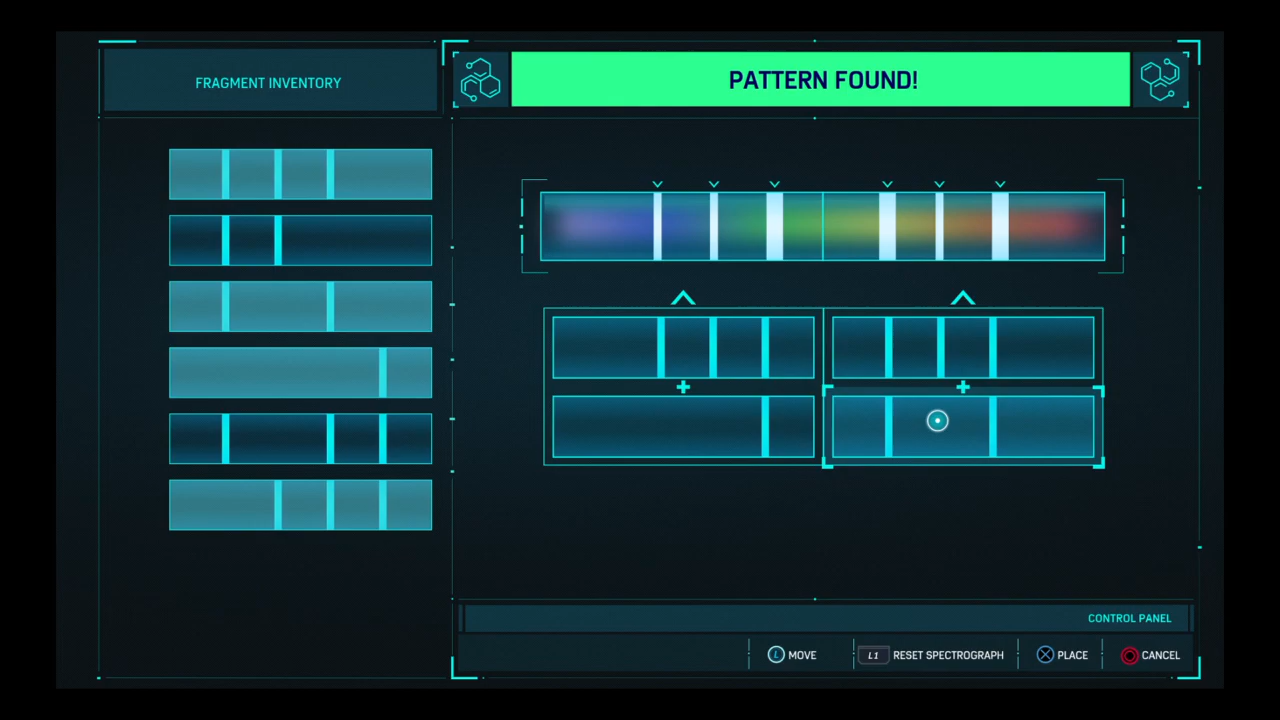 FRAGMENT INVENTORY
PATTERN FOUND!
CONTROL PANEL
L MOVE
L1 RESET SPECTROGRAPH
PLACE
CANCEL